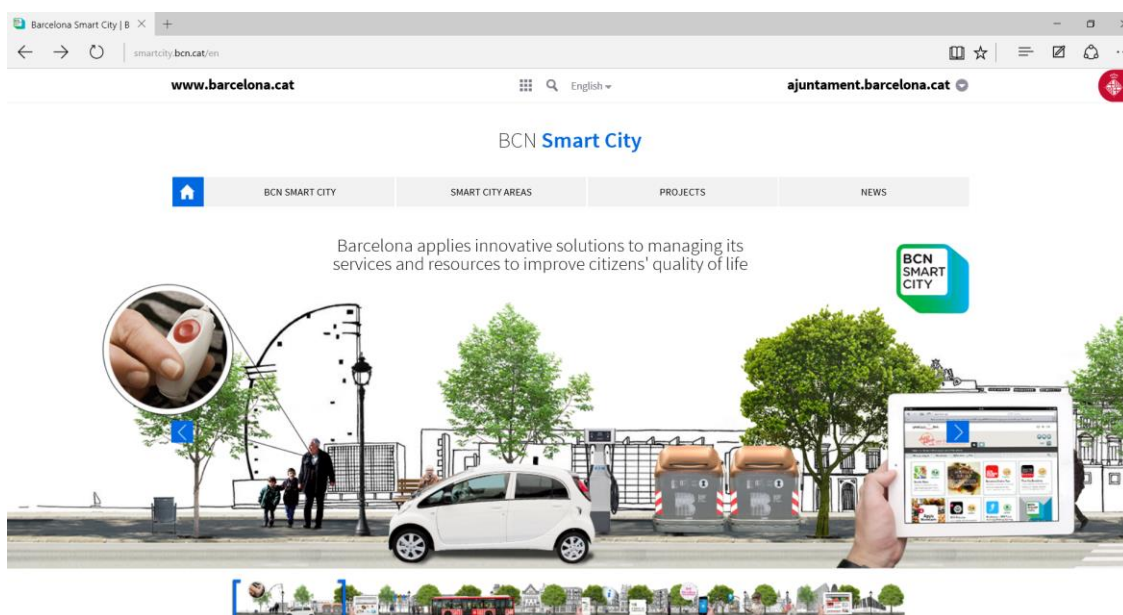 Barcelona Smart City | B
smartcity.bcn.cat/en
www.barcelona.cat
English
ajuntament.barcelona.cat
BCN Smart City
BCN SMART CITY
SMART CITY AREAS
PROJECTS
NEWS
Barcelona applies innovative solutions to managing its
services and resources to improve citizens' quality of life
BCN
SMART
CITY